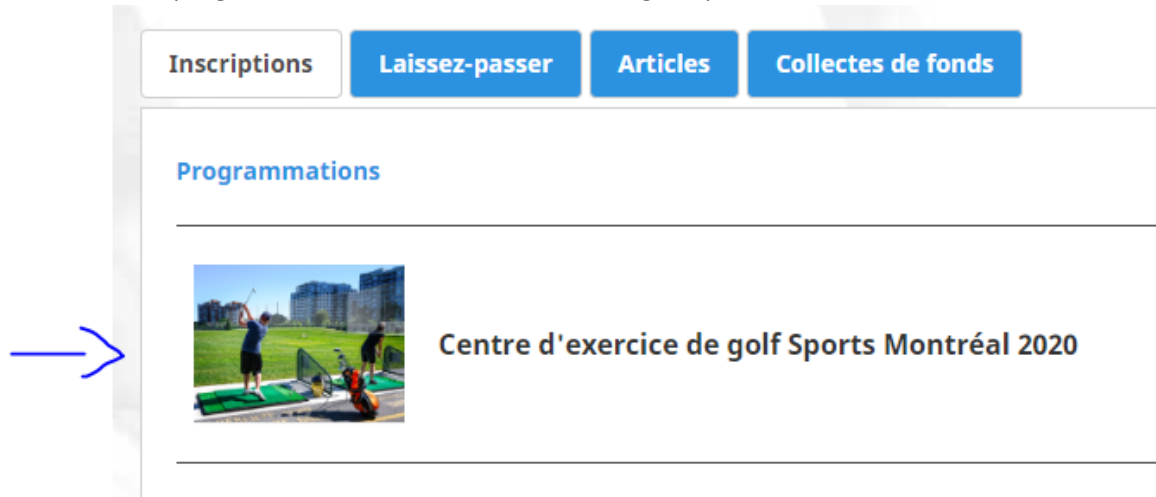 Inscriptions
Laissez-passer
Articles
Collectes de fonds
Programmations
Centre d'exercice de golf Sports Montréal 2020